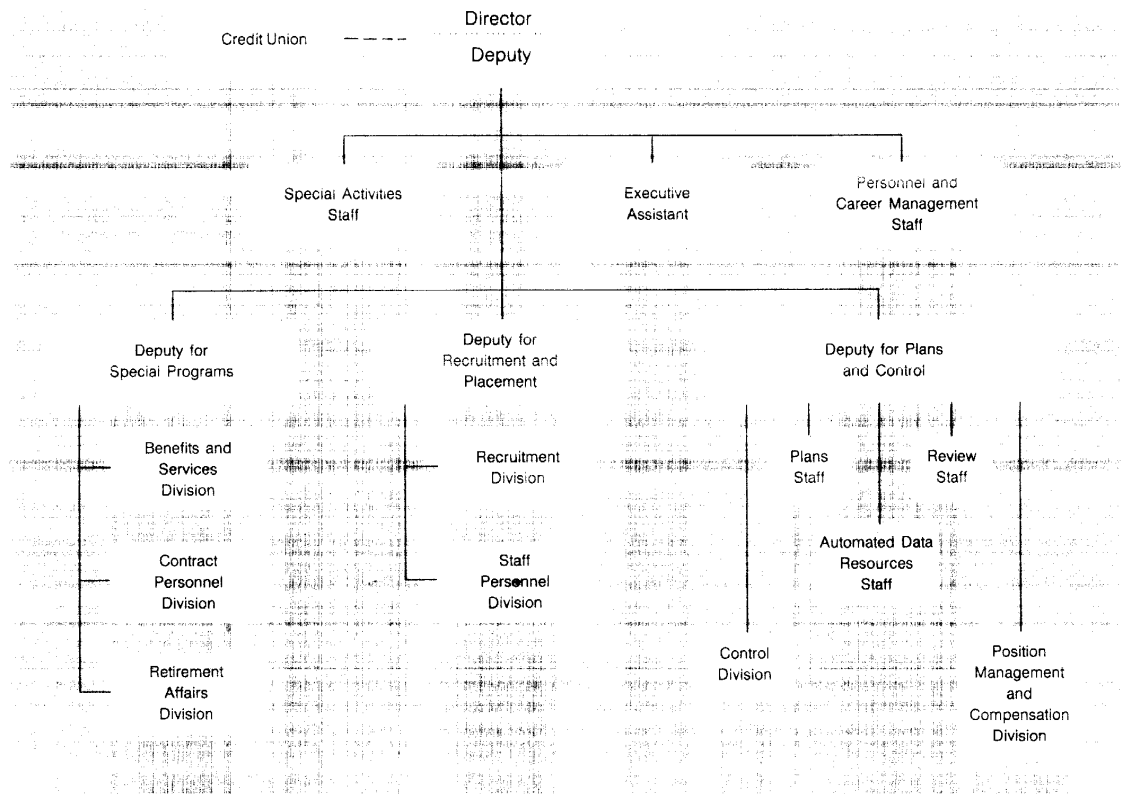 Director
Credit Union
Deputy
Special Activities
Staff
Executive
Assistant
Personnel and
Career Management
Staff
Deputy for
Special Programs
Deputy for
Recruitment and
Placement
Deputy for Plans
and Control
Benefits and
Services
Division
Recruitment
Division
Plans
Staff
Review
Staff
Contract
Personnel
Division
Staff
Personnel
Division
Automated Data
Resources
Staff
Retirement
Affairs
Division
Control
Division
Position
Management
and
Compensation
Division